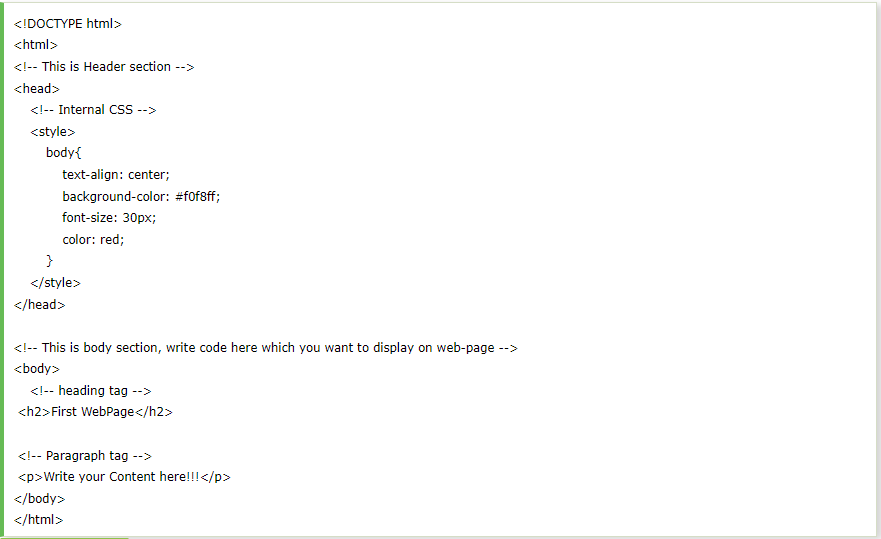 <!DOCTYPE html>
<html>
<!-- This is Header section -->
<head>
    <!-- Internal CSS -->
    <style>
        body{
            text-align: center;
            background-color: #f0f8ff;
            font-size: 30px;
            color: red;
        }
    </style>
</head>

<!-- This is body section, write code here which you want to display on web-page -->
<body>
    <!-- heading tag -->
 <h2>First WebPage</h2>

 <!-- Paragraph tag -->
 <p>Write your Content here!!!</p>
</body>
</html>